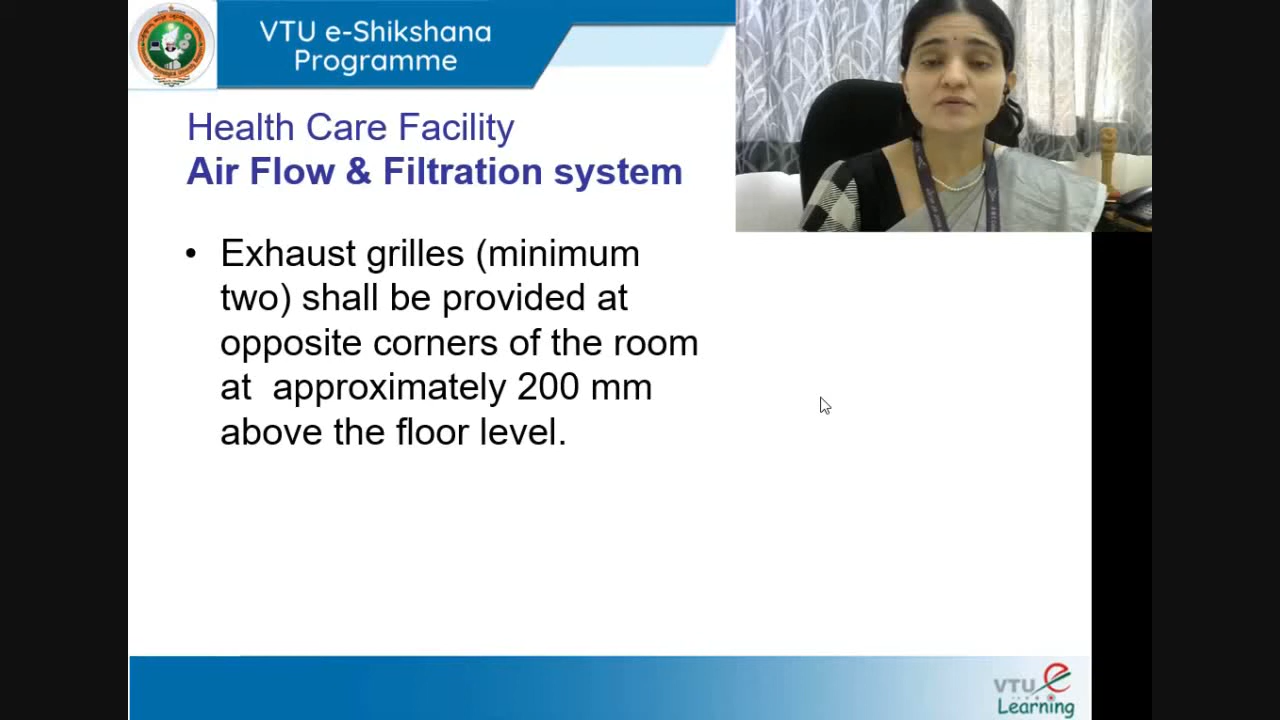 VTU e-Shikshana
Programme
Health Care Facility
Air Flow & Filtration system
• Exhaust grilles (minimum
two) shall be provided at
opposite corners of the room
at  approximately 200 mm
above the floor level.
VTU e
Learning